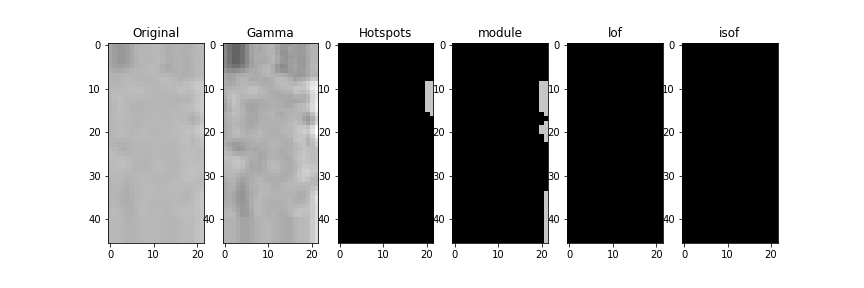 Original Gamma Hotspots module lof isof
0 0 0 0 0 0
10 10 10 10 10 10
20 20 20 20 20 20
30 30 30 30 30 30
40 40 40 40 40 40
0 10 20 0 10 20 0 10 20 0 10 20 0 10 20 0 10 20